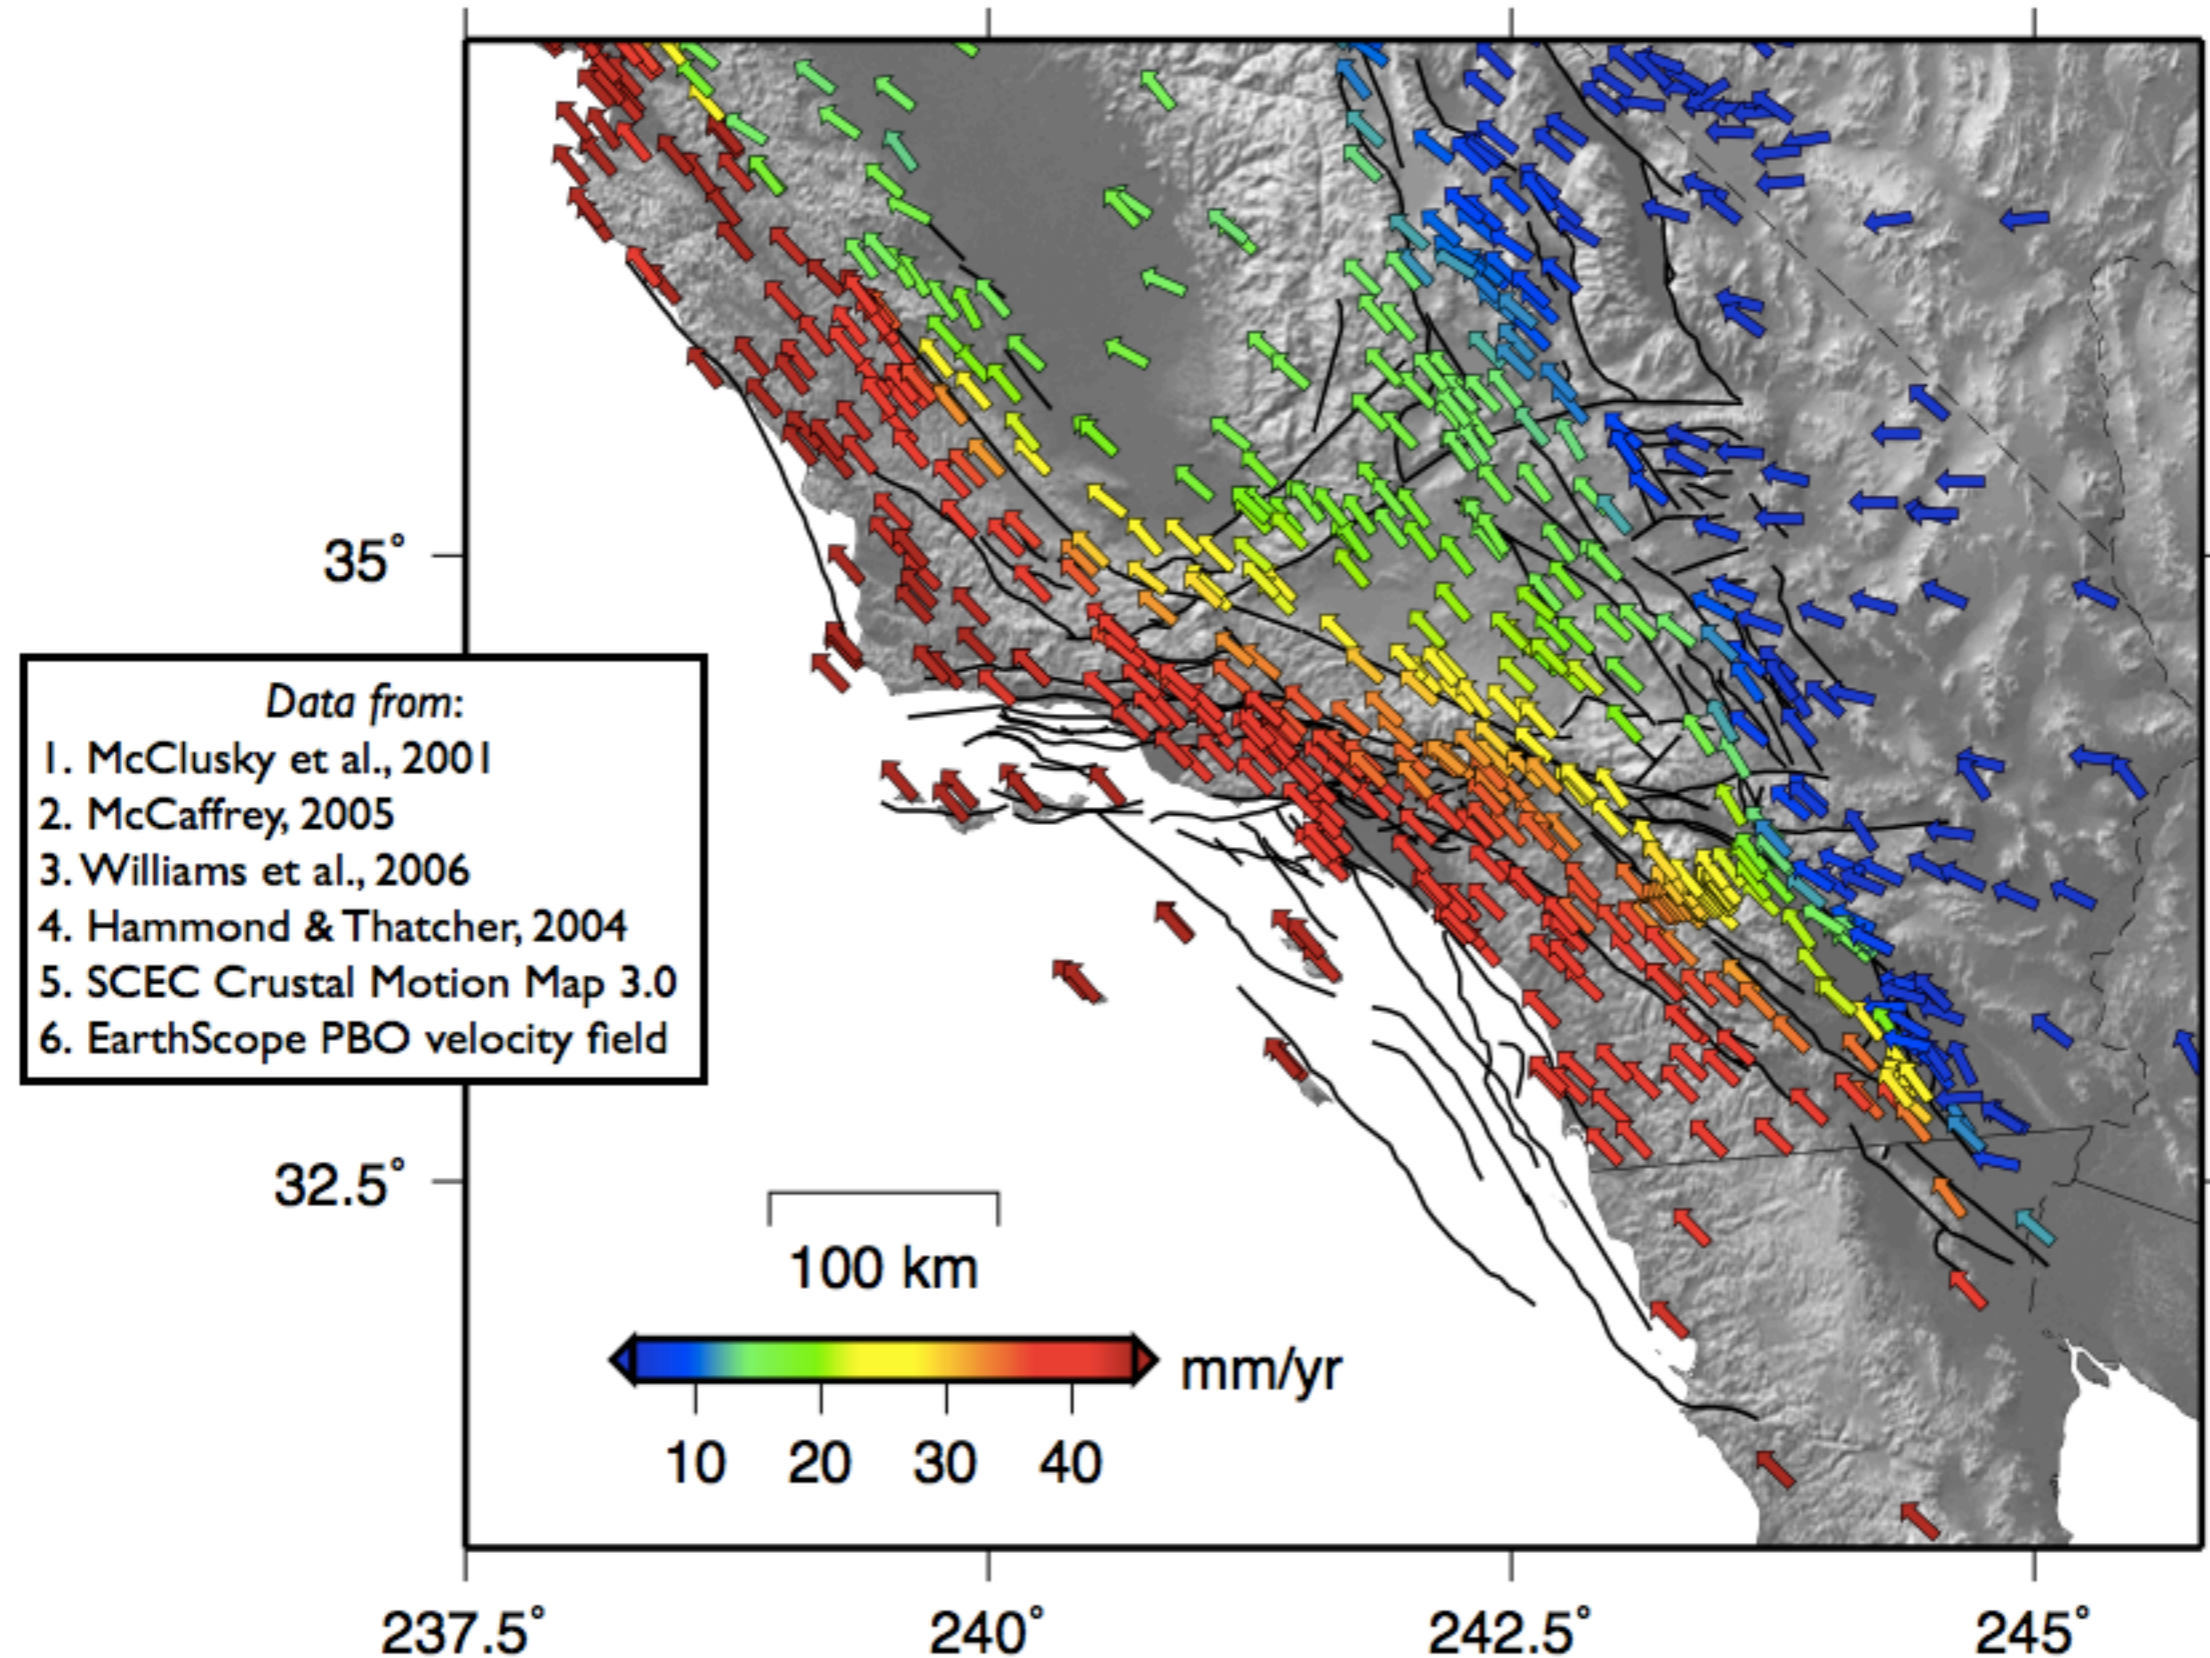 35°
Data from:
1. McClusky et al., 2001
2. McCaffrey, 2005
3. Williams et al., 2006
4. Hammond & Thatcher, 2004
5. SCEC Crustal Motion Map 3.0
6. EarthScope PBO velocity field
32.5°
100 km
mm/yr
10 20 30 40
237.5° 240° 242.5° 245°